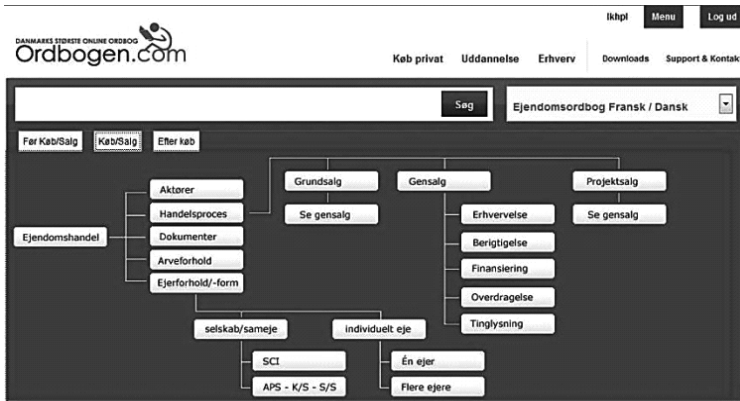 lkhpl Menu Log ud
DANMARKS STØRSTE ONLINE ORDBOG
Ordbogen.com
Køb privat Uddannelse Erhverv Downloads Support & Kontakt
Søg Ejendomsordbog Fransk / Dansk
Før Køb/Salg Køb/Salg Efter køb
Aktører Grundsalg Gensalg Projektsalg
Handelsproces Se gensalg Erhvervelse Se gensalg
Ejendomshandel Dokumenter Berigtigelse
Arveforhold Finansiering
Ejerforhold/-form Overdragelse
selskab/sameje individuelt eje Tinglysning
SCI Én ejer
APS - K/S - S/S Flere ejere